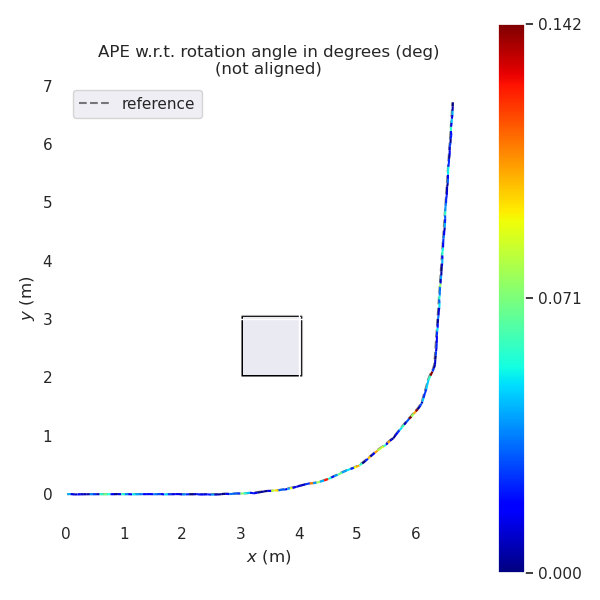 APE w.r.t. rotation angle in degrees (deg)
(not aligned)
reference
7
6
5
4
3
2
1
0
y (m)
0 1 2 3 4 5 6
x (m)
0.142
0.071
0.000